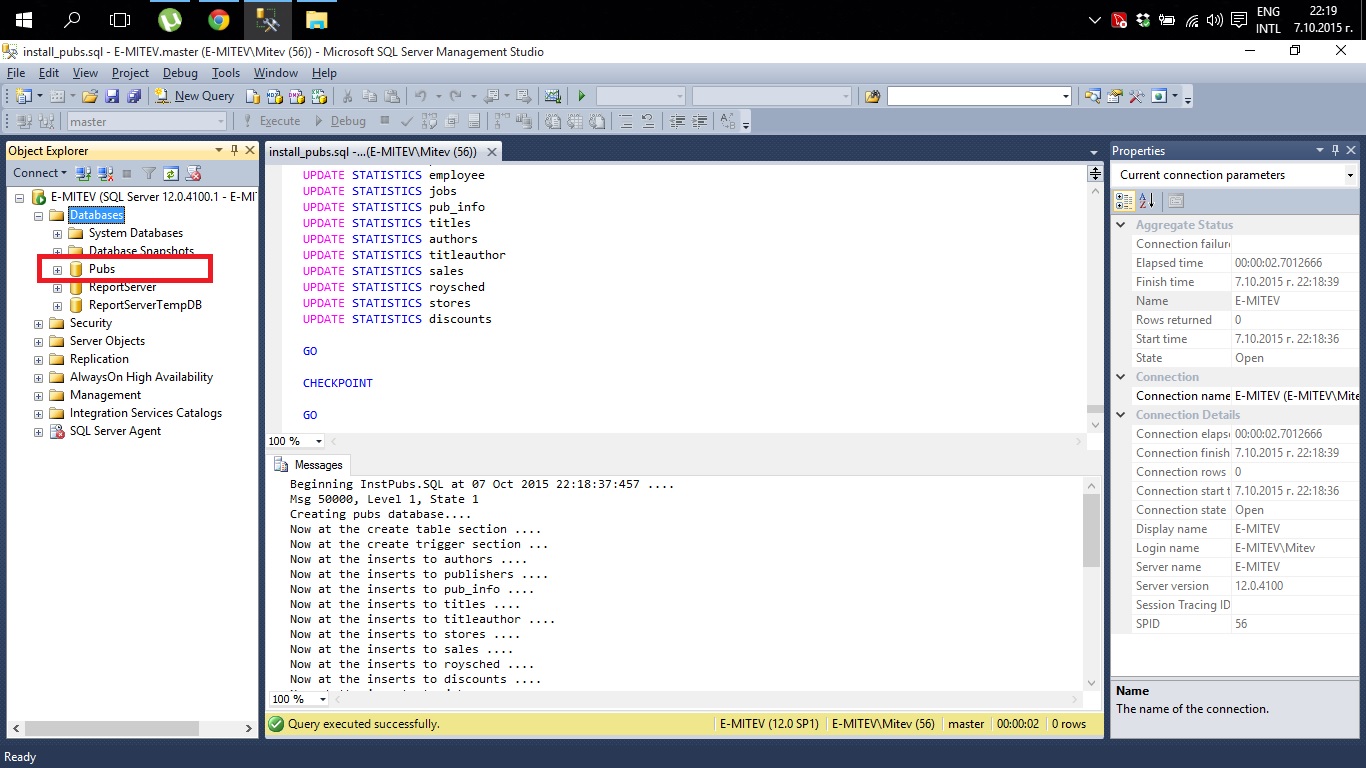 ENG
INTL
22:19
7.10.2015 г.
install_pubs.sql - E-MITEV.master (E-MITEV\Mitev (56)) - Microsoft SQL Server Management Studio
File Edit View Project Debug Tools Window Help
New Query
master
Execute
Debug
Object Explorer
Connect
E-MITEV (SQL Server 12.0.4100.1 - E-MI
Databases
System Databases
Database Snapshots
Pubs
ReportServer
ReportServerTempDB
Security
Server Objects
Replication
AlwaysOn High Availability
Management
Integration Services Catalogs
SQL Server Agent
install_pubs.sql -...(E-MITEV\Mitev (56))
UPDATE STATISTICS employee
UPDATE STATISTICS jobs
UPDATE STATISTICS pub_info
UPDATE STATISTICS titles
UPDATE STATISTICS authors
UPDATE STATISTICS titleauthor
UPDATE STATISTICS sales
UPDATE STATISTICS roysched
UPDATE STATISTICS stores
UPDATE STATISTICS discounts
GO
CHECKPOINT
GO
100 %
Messages
Beginning InstPubs.SQL at 07 Oct 2015 22:18:37:457 ....
Msg 50000, Level 1, State 1
Creating pubs database....
Now at the create table section ....
Now at the create trigger section ...
Now at the inserts to authors ....
Now at the inserts to publishers ....
Now at the inserts to pub_info ....
Now at the inserts to titles ....
Now at the inserts to titleauthor ....
Now at the inserts to stores ....
Now at the inserts to sales ....
Now at the inserts to roysched ....
Now at the inserts to discounts ....
100 %
Query executed successfully.
E-MITEV (12.0 SP1)
E-MITEV\Mitev (56)
master
00:00:02
0 rows
Properties
Current connection parameters
Aggregate Status
Connection failur
Elapsed time 00:00:02.7012666
Finish time 7.10.2015 г. 22:18:39
Name E-MITEV
Rows returned 0
Start time 7.10.2015 г. 22:18:36
State Open
Connection
Connection name E-MITEV (E-MITEV\Mite
Connection Details
Connection elaps 00:00:02.7012666
Connection finish 7.10.2015 г. 22:18:39
Connection rows 0
Connection start t 7.10.2015 г. 22:18:36
Connection state Open
Display name E-MITEV
Login name E-MITEV\Mitev
Server name E-MITEV
Server version 12.0.4100
Session Tracing ID
SPID 56
Name
The name of the connection.
Ready